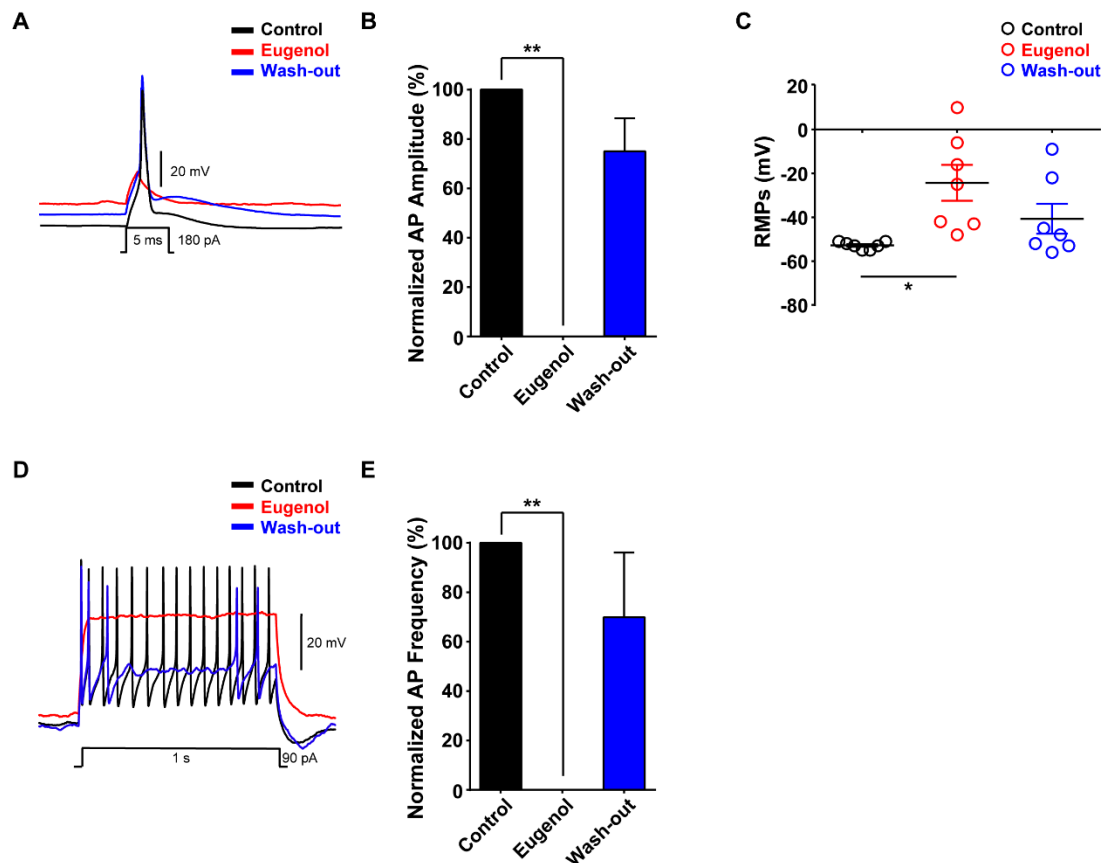 A
Control
Eugenol
Wash-out
20 mV
5 ms
180 pA
B
**
Normalized AP Amplitude (%)
100
80
60
40
20
0
Control
Eugenol
Wash-out
C
Control
Eugenol
Wash-out
RMPs (mV)
20
0
-20
-40
-60
-80
*
D
Control
Eugenol
Wash-out
20 mV
1 s
90 pA
E
**
Normalized AP Frequency (%)
100
80
60
40
20
0
Control
Eugenol
Wash-out